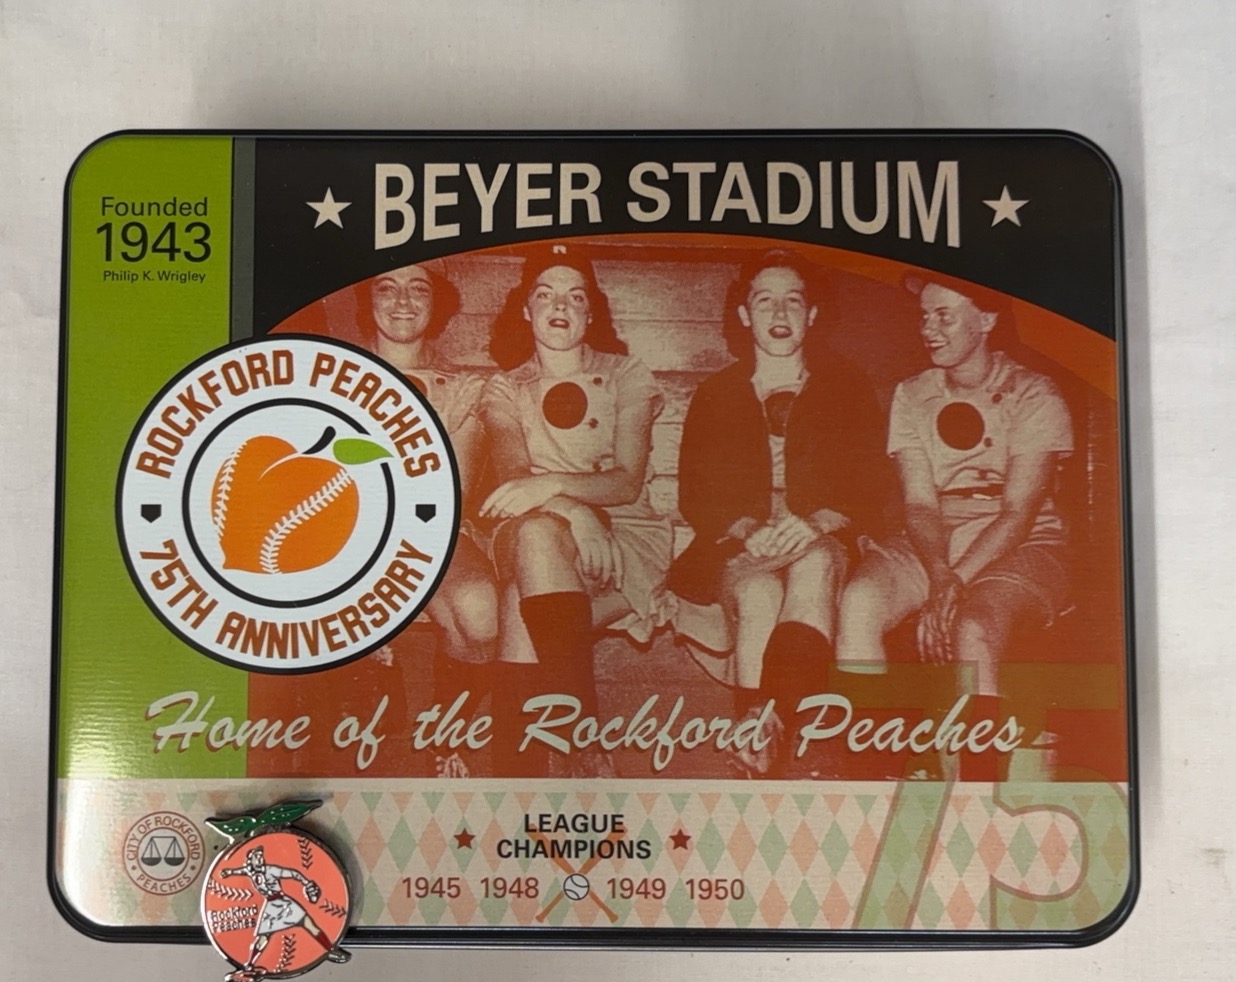 BEYER STADIUM
Founded
1943
Philip K. Wrigley
R
ROCKFORD PEACHES
75TH ANNIVERSARY
Home of the Rockford Peaches
75
CITY OF ROCKFORD
PEACHES
Rockford
Peaches
LEAGUE
CHAMPIONS
1945 1948 1949 1950